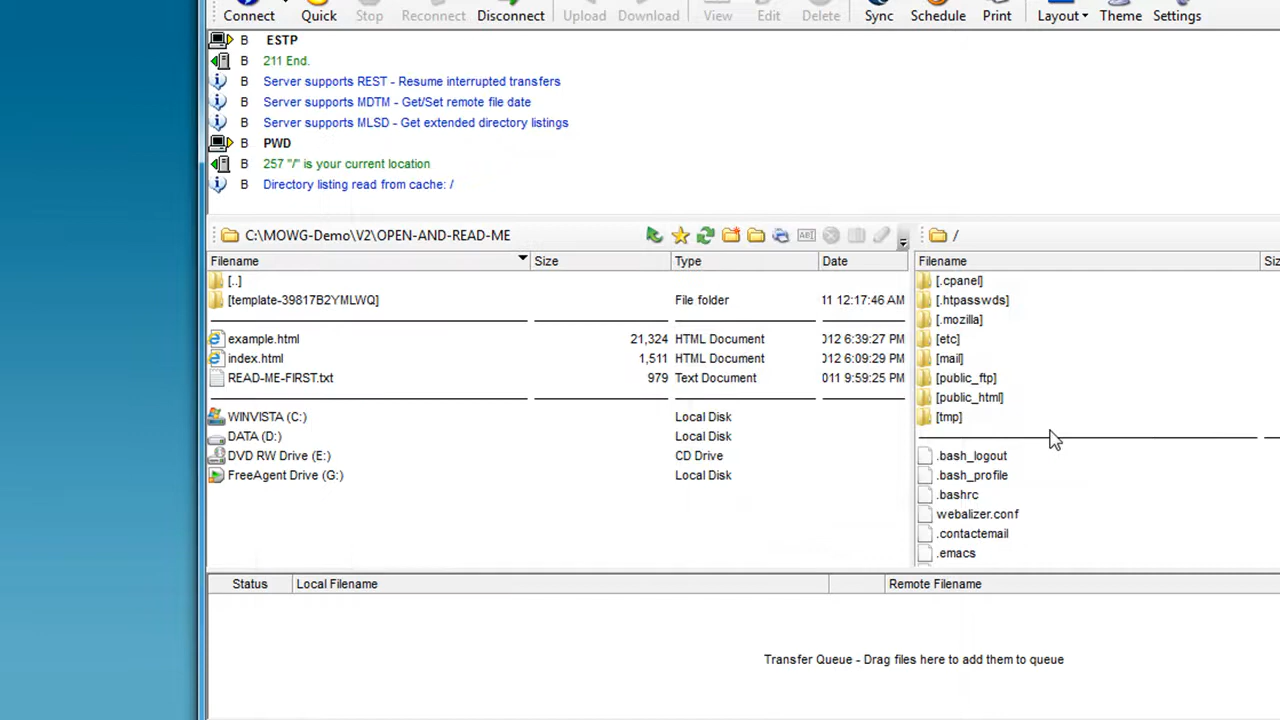 Connect Quick Stop Reconnect Disconnect Upload Download View Edit Delete Sync Schedule Print Layout Theme Settings
B ESTP
B 211 End.
B Server supports REST - Resume interrupted transfers
B Server supports MDTM - Get/Set remote file date
B Server supports MLSD - Get extended directory listings
B PWD
B 257 "/" is your current location
B Directory listing read from cache: /
C:\MOWG-Demo\V2\OPEN-AND-READ-ME
Filename Size Type Date
[..]
[template-39817B2YMLWQ] File folder 11 12:17:46 AM
example.html 21,324 HTML Document 012 6:39:27 PM
index.html 1,511 HTML Document 012 6:09:29 PM
READ-ME-FIRST.txt 979 Text Document 011 9:59:25 PM
WINVISTA (C:) Local Disk
DATA (D:) Local Disk
DVD RW Drive (E:) CD Drive
FreeAgent Drive (G:) Local Disk
/
Filename Siz
[.cpanel]
[.htpasswds]
[.mozilla]
[etc]
[mail]
[public_ftp]
[public_html]
[tmp]
.bash_logout
.bash_profile
.bashrc
webalizer.conf
.contactemail
.emacs
Status Local Filename Remote Filename
Transfer Queue - Drag files here to add them to queue